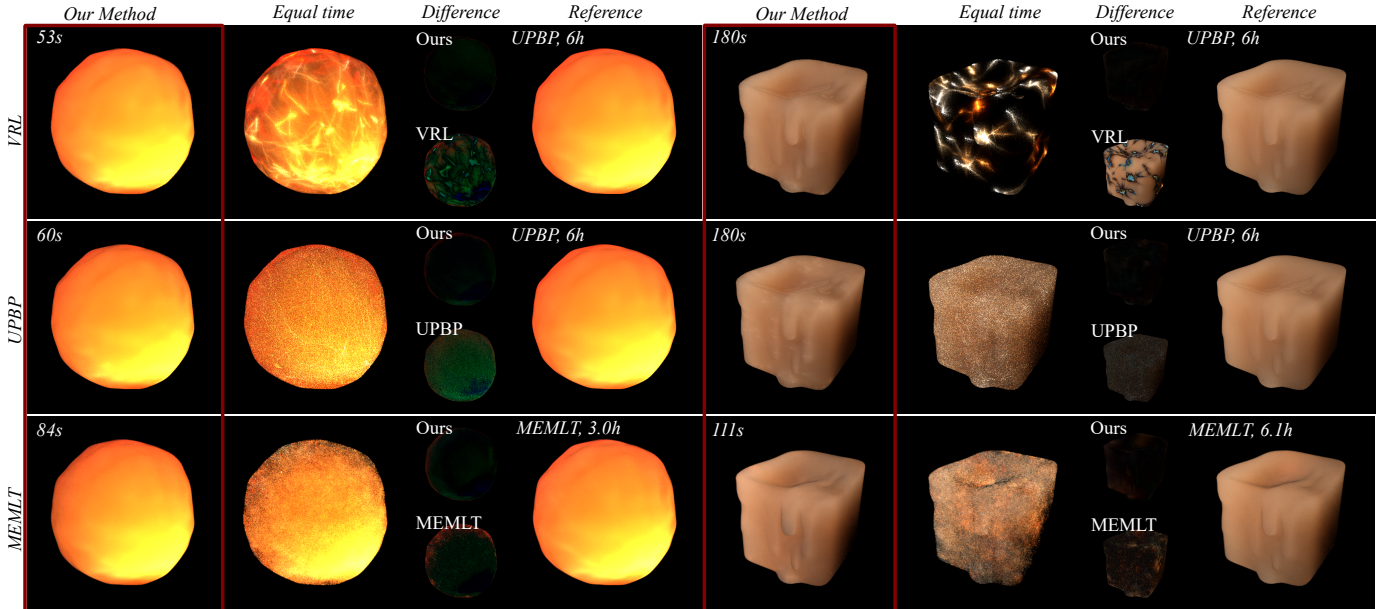 Our Method Equal time Difference Reference Our Method Equal time Difference Reference
VRL
53s Ours UPBP, 6h 180s Ours UPBP, 6h
VRL VRL
UPBP
60s Ours UPBP, 6h 180s Ours UPBP, 6h
UPBP UPBP
MEMLT
84s Ours MEMLT, 3.0h 111s Ours MEMLT, 6.1h
MEMLT MEMLT